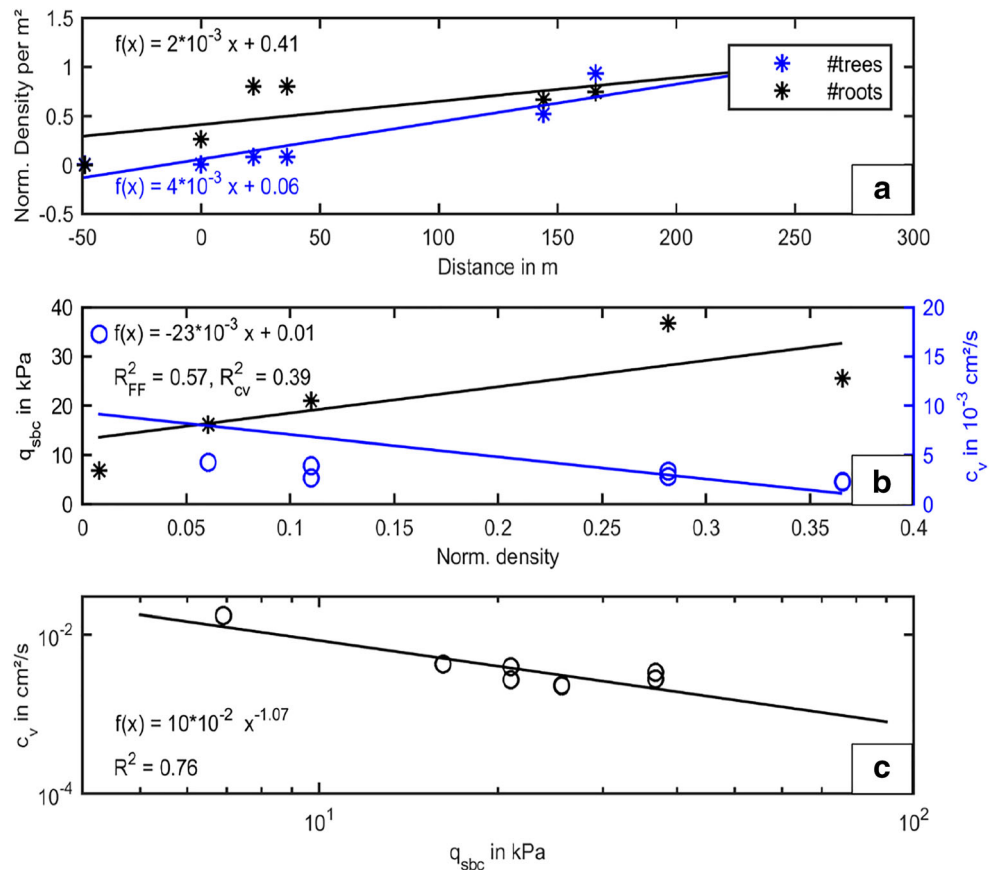 1.5
1
0.5
0
-0.5
Norm. Density per m²
f(x) = 2*10⁻³ x + 0.41
f(x) = 4*10⁻³ x + 0.06
#trees
#roots
a
-50 0 50 100 150 200 250 300
Distance in m
40
30
20
10
0
q_sbc in kPa
f(x) = -23*10⁻³ x + 0.01
R²_FF = 0.57, R²_cv = 0.39
20
15
10
5
0
c_v in 10⁻³ cm²/s
b
0 0.05 0.1 0.15 0.2 0.25 0.3 0.35 0.4
Norm. density
10⁻²
10⁻⁴
c_v in cm²/s
f(x) = 10*10⁻² x⁻¹·⁰⁷
R² = 0.76
c
10¹ 10²
q_sbc in kPa